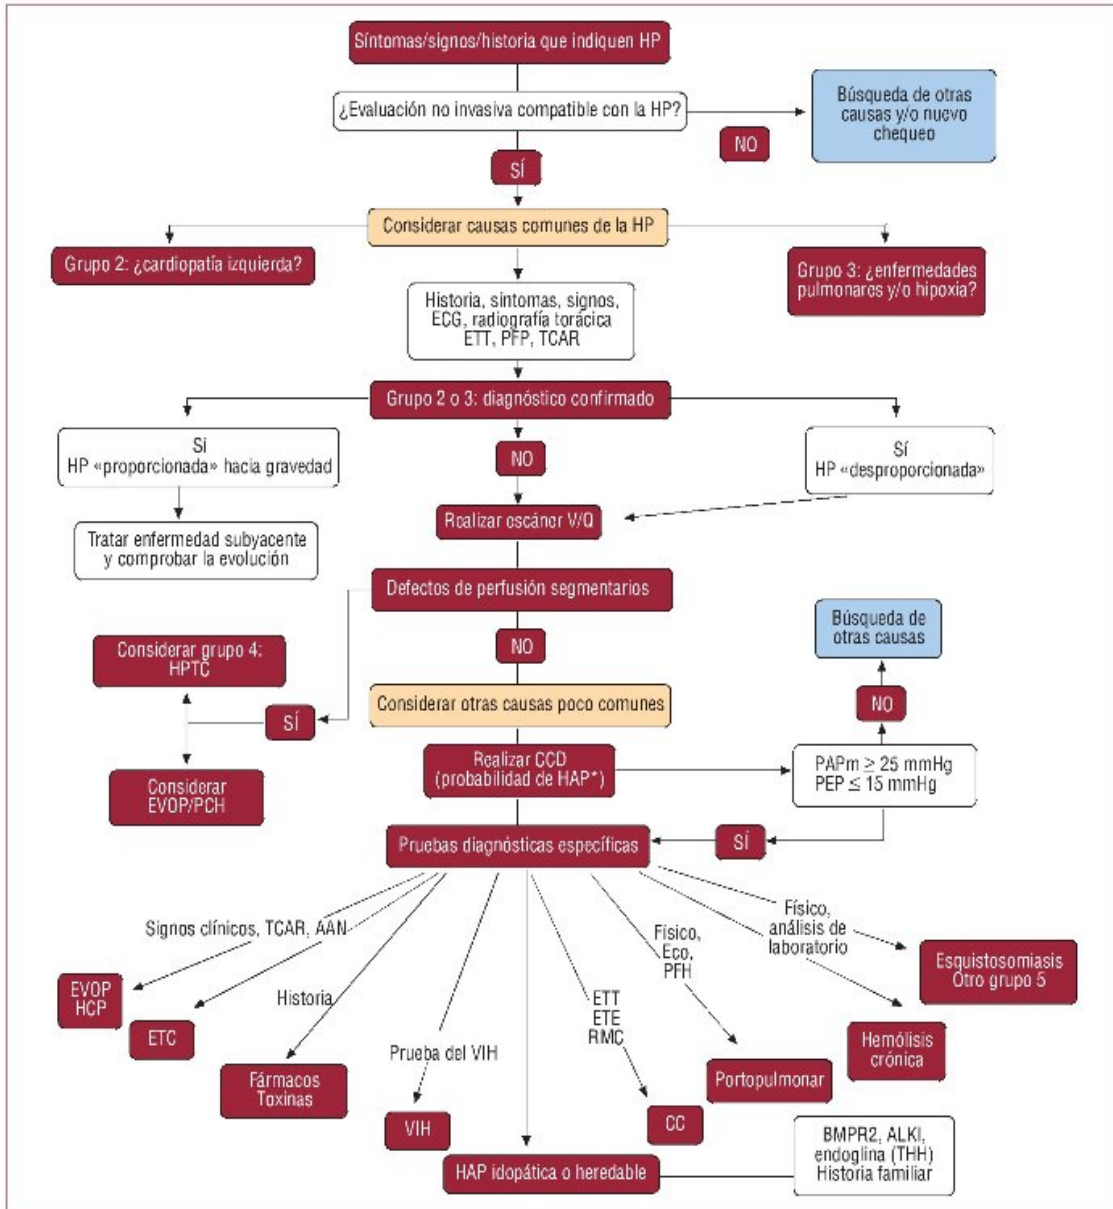 Síntomas/signos/historia que indiquen HP
¿Evaluación no invasiva compatible con la HP?
Búsqueda de otras
causas y/o nuevo
chequeo
NO
SÍ
Considerar causas comunes de la HP
Grupo 2: ¿cardiopatía izquierda?
Grupo 3: ¿enfermedades
pulmonares y/o hipoxia?
Historia, síntomas, signos,
ECG, radiografía torácica
ETT, PFP, TCAR
Grupo 2 o 3: diagnóstico confirmado
Sí
HP «proporcionada» hacia gravedad
NO
Sí
HP «desproporcionada»
Realizar escáner V/Q
Tratar enfermedad subyacente
y comprobar la evolución
Defectos de perfusión segmentarios
Búsqueda de
otras causas
NO
Considerar grupo 4:
HPTC
Considerar otras causas poco comunes
NO
SÍ
Realizar CCD
(probabilidad de HAP*)
PAPm ≥ 25 mmHg
PEP ≤ 15 mmHg
Considerar
EVOP/PCH
Pruebas diagnósticas específicas
SÍ
Signos clínicos, TCAR, AAN
Físico,
análisis de
laboratorio
Físico,
Eco,
PFH
Esquistosomiasis
Otro grupo 5
EVOP
HCP
ETC
Historia
ETT
ETE
RMC
Hemólisis
crónica
Prueba del VIH
Fármacos
Toxinas
Portopulmonar
VIH
CC
BMPR2, ALKI,
endoglina (THH)
Historia familiar
HAP idopática o heredable